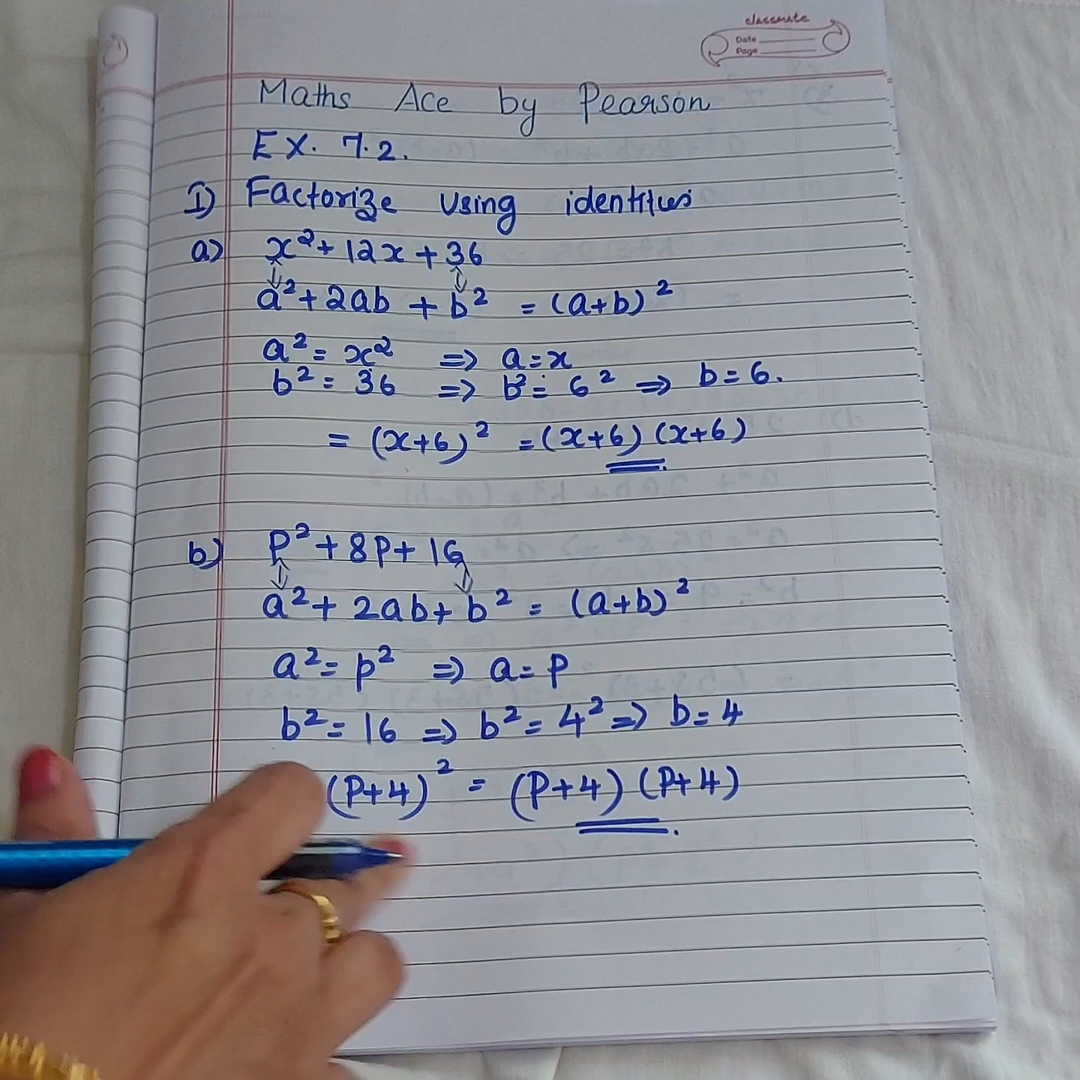 classmate
Date
Page
Maths Ace by Pearson
EX. 7.2.
1) Factorize using identities
a) x² + 12x + 36
a² + 2ab + b² = (a+b)²
a² = x² => a = x
b² = 36 => b² = 6² => b = 6.
= (x+6)² = (x+6) (x+6)
b) p² + 8p + 16
a² + 2ab + b² = (a+b)²
a² = p² => a = p
b² = 16 => b² = 4² => b = 4
(p+4)² = (p+4) (p+4)